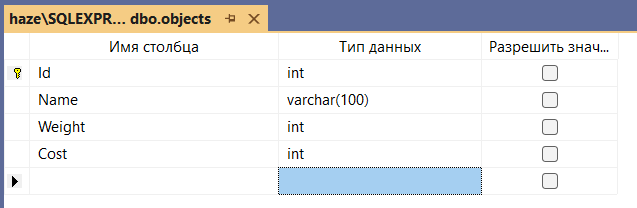 haze\SQLEXPR... dbo.objects
Имя столбца Тип данных Разрешить знач...
Id int
Name varchar(100)
Weight int
Cost int